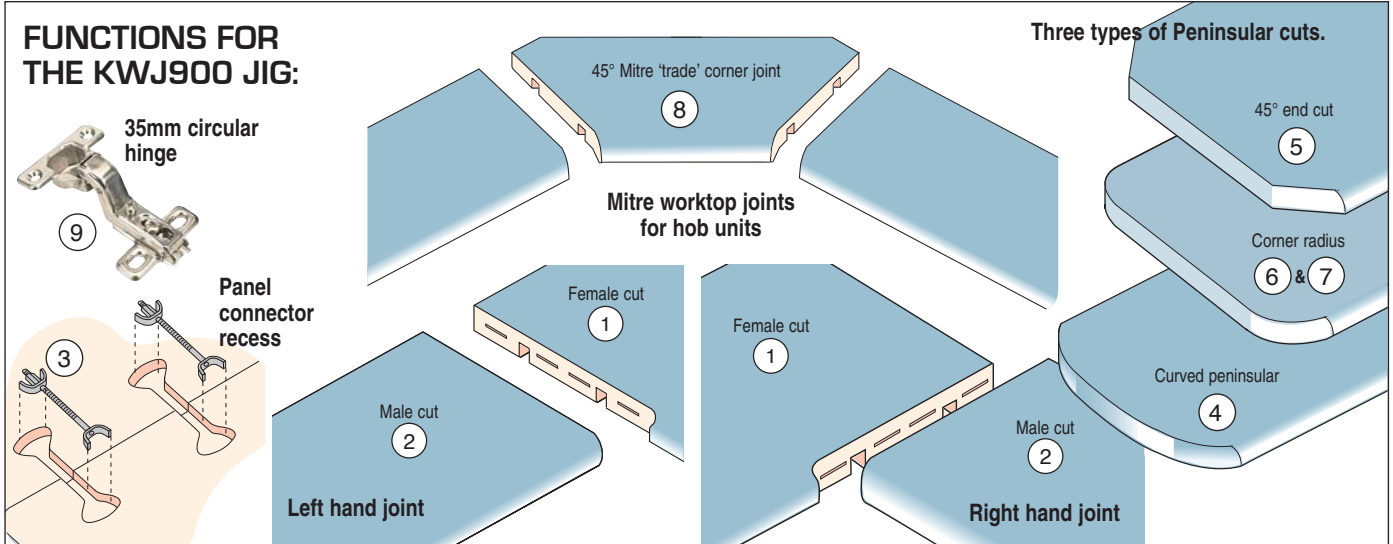 FUNCTIONS FOR
THE KWJ900 JIG:
35mm circular
hinge
9
Panel
connector
recess
3
45° Mitre ‘trade’ corner joint
8
Mitre worktop joints
for hob units
Female cut
1
Male cut
2
Left hand joint
Female cut
1
Male cut
2
Right hand joint
Three types of Peninsular cuts.
45° end cut
5
Corner radius
6 & 7
Curved peninsular
4